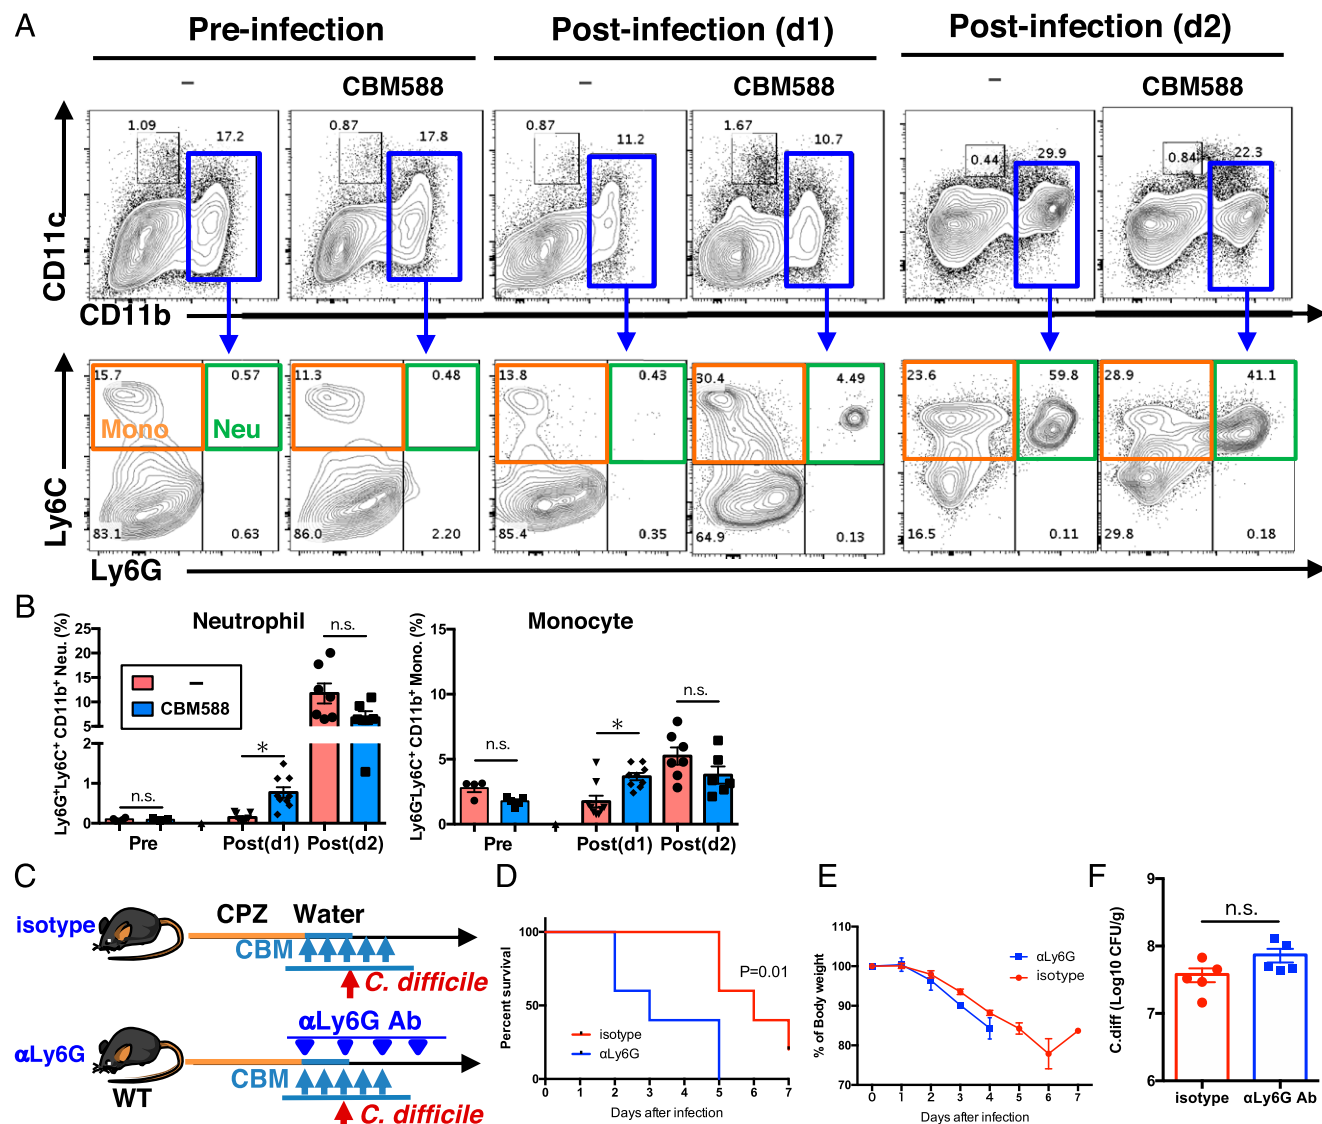 A
Pre-infection
Post-infection (d1)
Post-infection (d2)
– CBM588 – CBM588 – CBM588
CD11c
1.09 17.2
0.87 17.8
0.87 11.2
1.67 10.7
0.44 29.9
0.84 22.3
CD11b
Ly6C
15.7 0.57
Mono Neu
83.1 0.63
11.3 0.48
86.0 2.20
13.8 0.43
85.4 0.35
30.4 4.49
64.9 0.13
23.6 59.8
16.5 0.11
28.9 41.1
29.8 0.18
Ly6G
B
Neutrophil
Ly6G⁺Ly6C⁺ CD11b⁺ Neu. (%)
25
20
15
10
5
2
1
0
–
CBM588
n.s.
*
n.s.
Pre Post(d1) Post(d2)
Monocyte
Ly6G⁻Ly6C⁺ CD11b⁺ Mono. (%)
15
10
5
0
n.s.
*
n.s.
Pre Post(d1) Post(d2)
C
isotype
CPZ Water
CBM
C. difficile
αLy6G Ab
αLy6G
WT
CBM
C. difficile
D
Percent survival
100
50
0
P=0.01
isotype
αLy6G
0 1 2 3 4 5 6 7
Days after infection
E
% of Body weight
110
100
90
80
70
αLy6G
isotype
0 1 2 3 4 5 6 7
Days after infection
F
C.diff (Log10 CFU/g)
9
8
7
6
n.s.
isotype αLy6G Ab